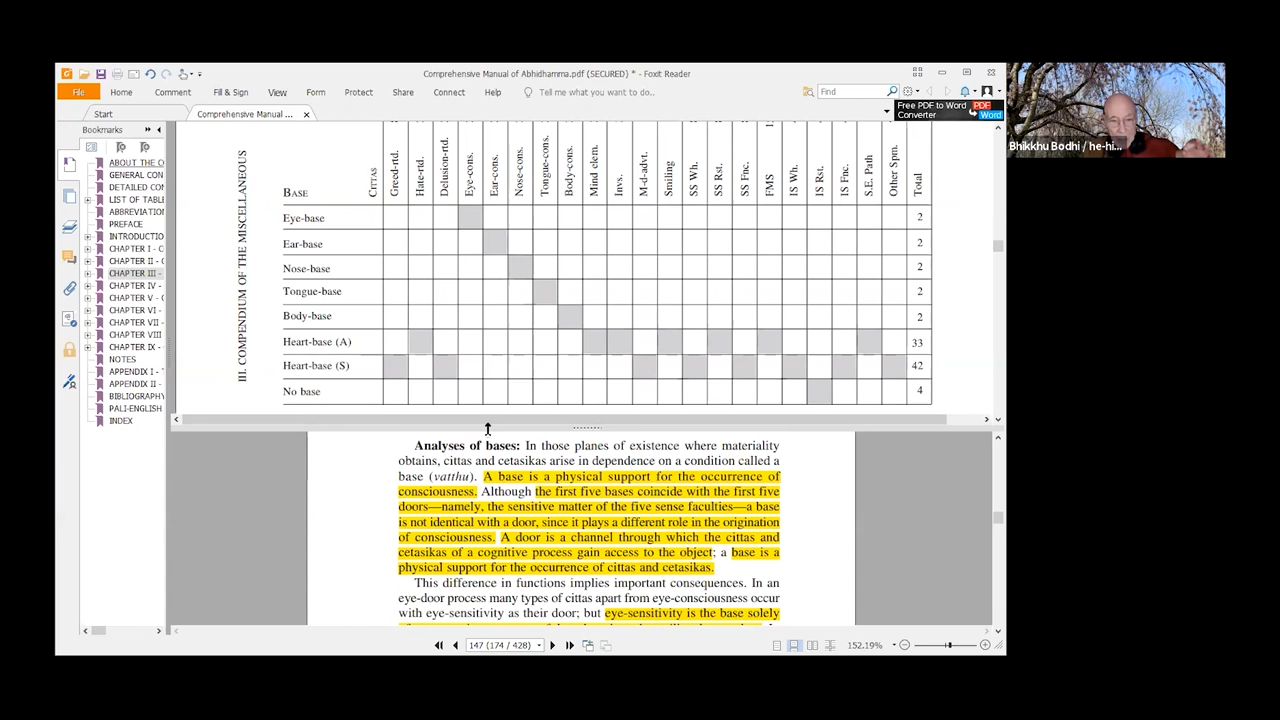 Comprehensive Manual of Abhidhamma.pdf (SECURED) * - Foxit Reader
File Home Comment Fill & Sign View Form Protect Share Connect Help Tell me what you want to do.. Find
Start Comprehensive Manual ... ×
Free PDF to Word Converter PDF Word
Bhikkhu Bodhi / he-hi...
Bookmarks
ABOUT THE C
GENERAL CON
DETAILED CON
LIST OF TABLE
ABBREVIATION
PREFACE
INTRODUCTIO
CHAPTER I - C
CHAPTER II - C
CHAPTER III -
CHAPTER IV -
CHAPTER V - C
CHAPTER VI -
CHAPTER VII -
CHAPTER VIII
CHAPTER IX -
NOTES
APPENDIX I - T
APPENDIX II -
BIBLIOGRAPHY
PALI-ENGLISH
INDEX
III. COMPENDIUM OF THE MISCELLANEOUS
BASE CITTAS Greed-rtd. Hate-rtd. Delusion-rtd. Eye-cons. Ear-cons. Nose-cons. Tongue-cons. Body-cons. Mind elem. Invs. M-d-advt. Smiling SS Wh. SS Rst. SS Fnc. FMS IS Wh. IS Rst. IS Fnc. S.E. Path Other Spm. Total
Eye-base 2
Ear-base 2
Nose-base 2
Tongue-base 2
Body-base 2
Heart-base (A) 33
Heart-base (S) 42
No base 4
Analyses of bases: In those planes of existence where materiality
obtains, cittas and cetasikas arise in dependence on a condition called a
base (vatthu). A base is a physical support for the occurrence of
consciousness. Although the first five bases coincide with the first five
doors—namely, the sensitive matter of the five sense faculties—a base
is not identical with a door, since it plays a different role in the origination
of consciousness. A door is a channel through which the cittas and
cetasikas of a cognitive process gain access to the object; a base is a
physical support for the occurrence of cittas and cetasikas.
This difference in functions implies important consequences. In an
eye-door process many types of cittas apart from eye-consciousness occur
with eye-sensitivity as their door; but eye-sensitivity is the base solely
147 (174 / 428) 152.19%